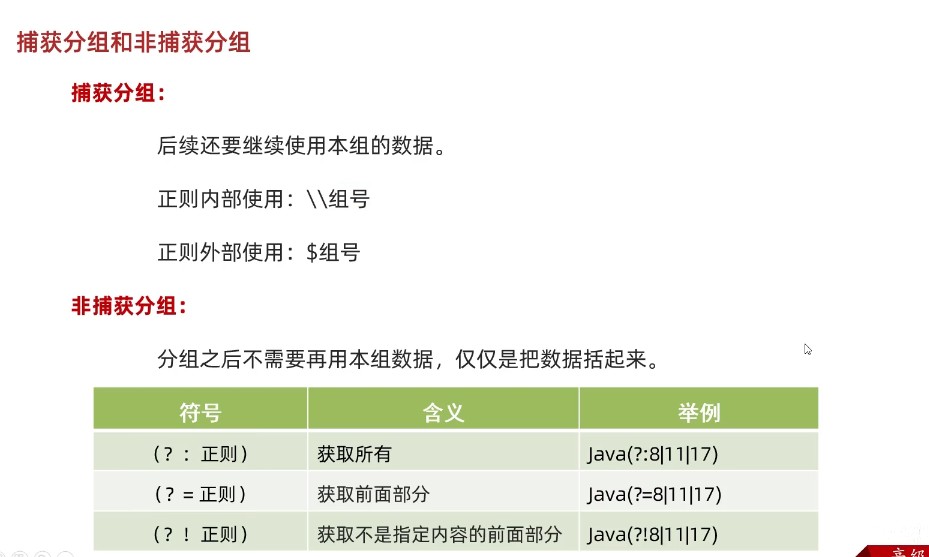 捕获分组和非捕获分组
捕获分组：
后续还要继续使用本组的数据。
正则内部使用：\\组号
正则外部使用：$组号
非捕获分组：
分组之后不需要再用本组数据，仅仅是把数据括起来。
符号 含义 举例
（？：正则） 获取所有 Java(?:8|11|17)
（？=正则） 获取前面部分 Java(?=8|11|17)
（？！正则） 获取不是指定内容的前面部分 Java(?!8|11|17)
高级